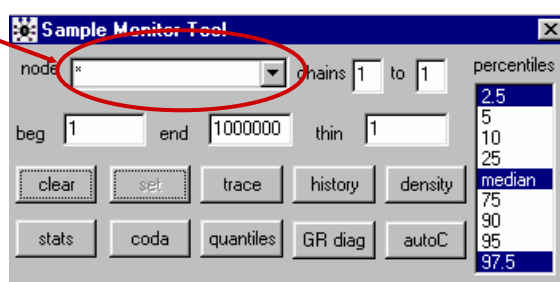 Sample Monitor Tool
node * chains 1 to 1 percentiles
2.5
5
10
25
median
75
90
95
97.5
beg 1 end 1000000 thin 1
clear set trace history density
stats coda quantiles GR diag autoC